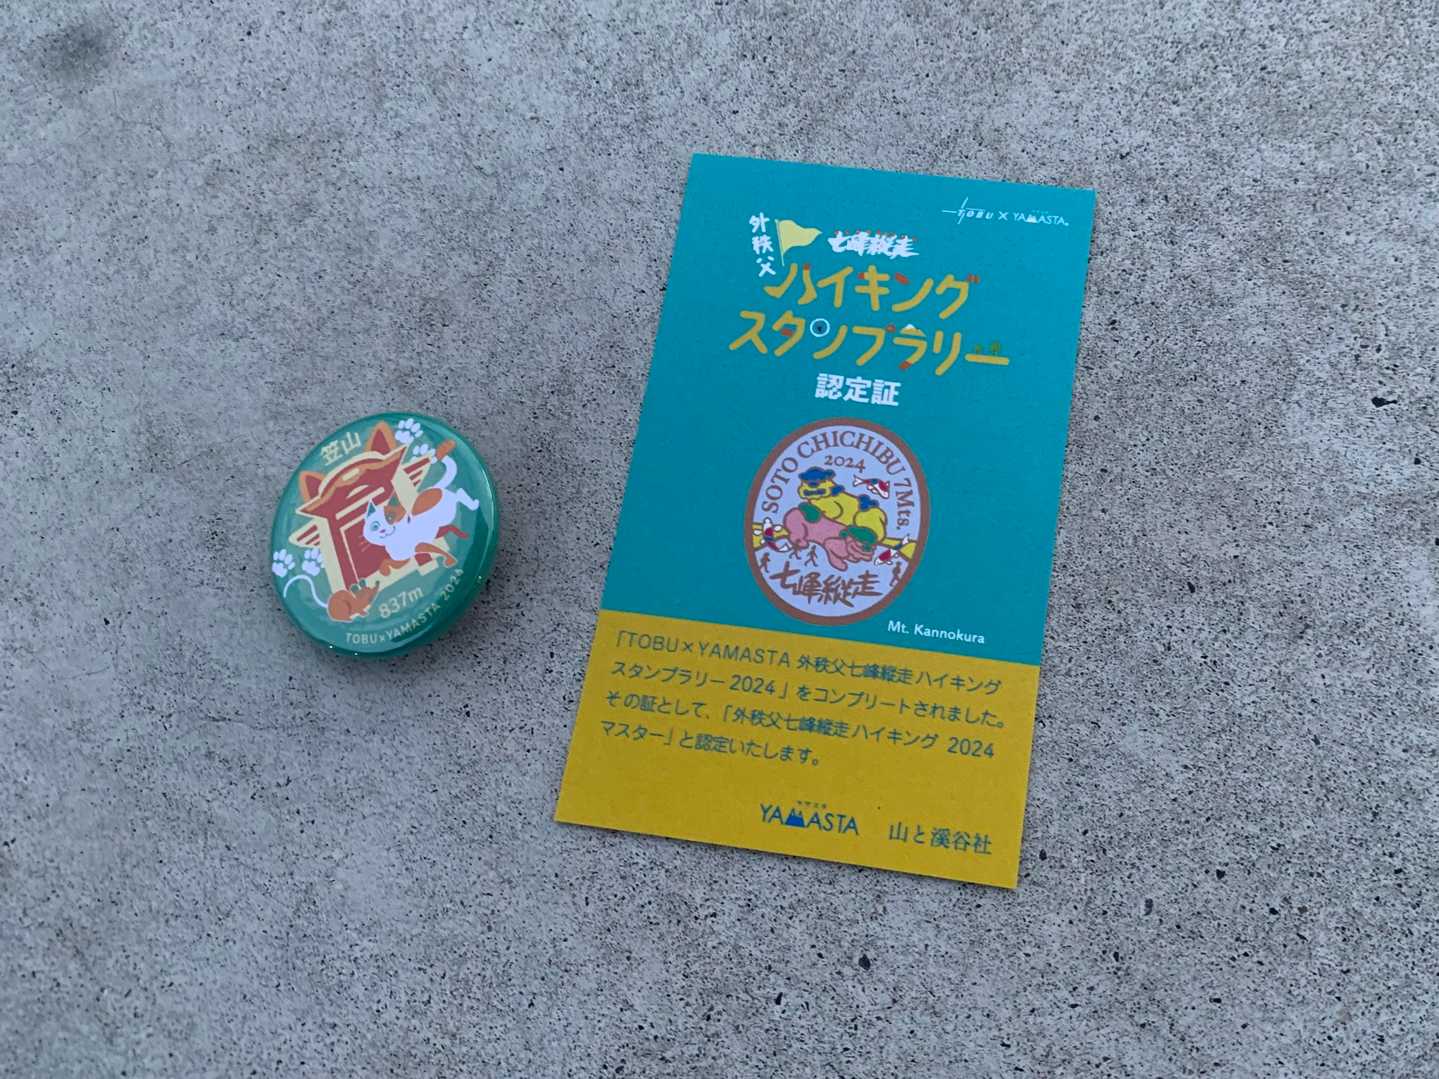 笠山
837m
TOBU×YAMASTA 2024
TOBU × YAMASTA
外秩父
七峰縦走
ハイキング
スタンプラリー
認定証
SOTO CHICHIBU 7Mts.
2024
七峰縦走
Mt. Kannokura
「TOBU×YAMASTA 外秩父七峰縦走ハイキング
スタンプラリー 2024」をコンプリートされました。
その証として、「外秩父七峰縦走ハイキング 2024
マスター」と認定いたします。
YAMASTA 山と溪谷社